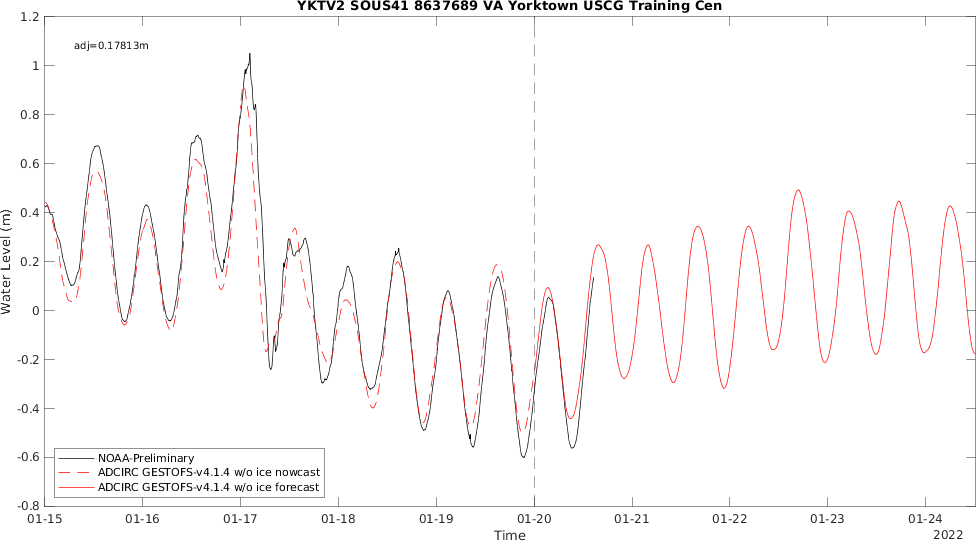 YKTV2 SOUS41 8637689 VA Yorktown USCG Training Cen
adj=0.17813m
1.2
1
0.8
0.6
0.4
0.2
0
-0.2
-0.4
-0.6
-0.8
Water Level (m)
NOAA-Preliminary
ADCIRC GESTOFS-v4.1.4 w/o ice nowcast
ADCIRC GESTOFS-v4.1.4 w/o ice forecast
01-15 01-16 01-17 01-18 01-19 01-20 01-21 01-22 01-23 01-24
Time
2022